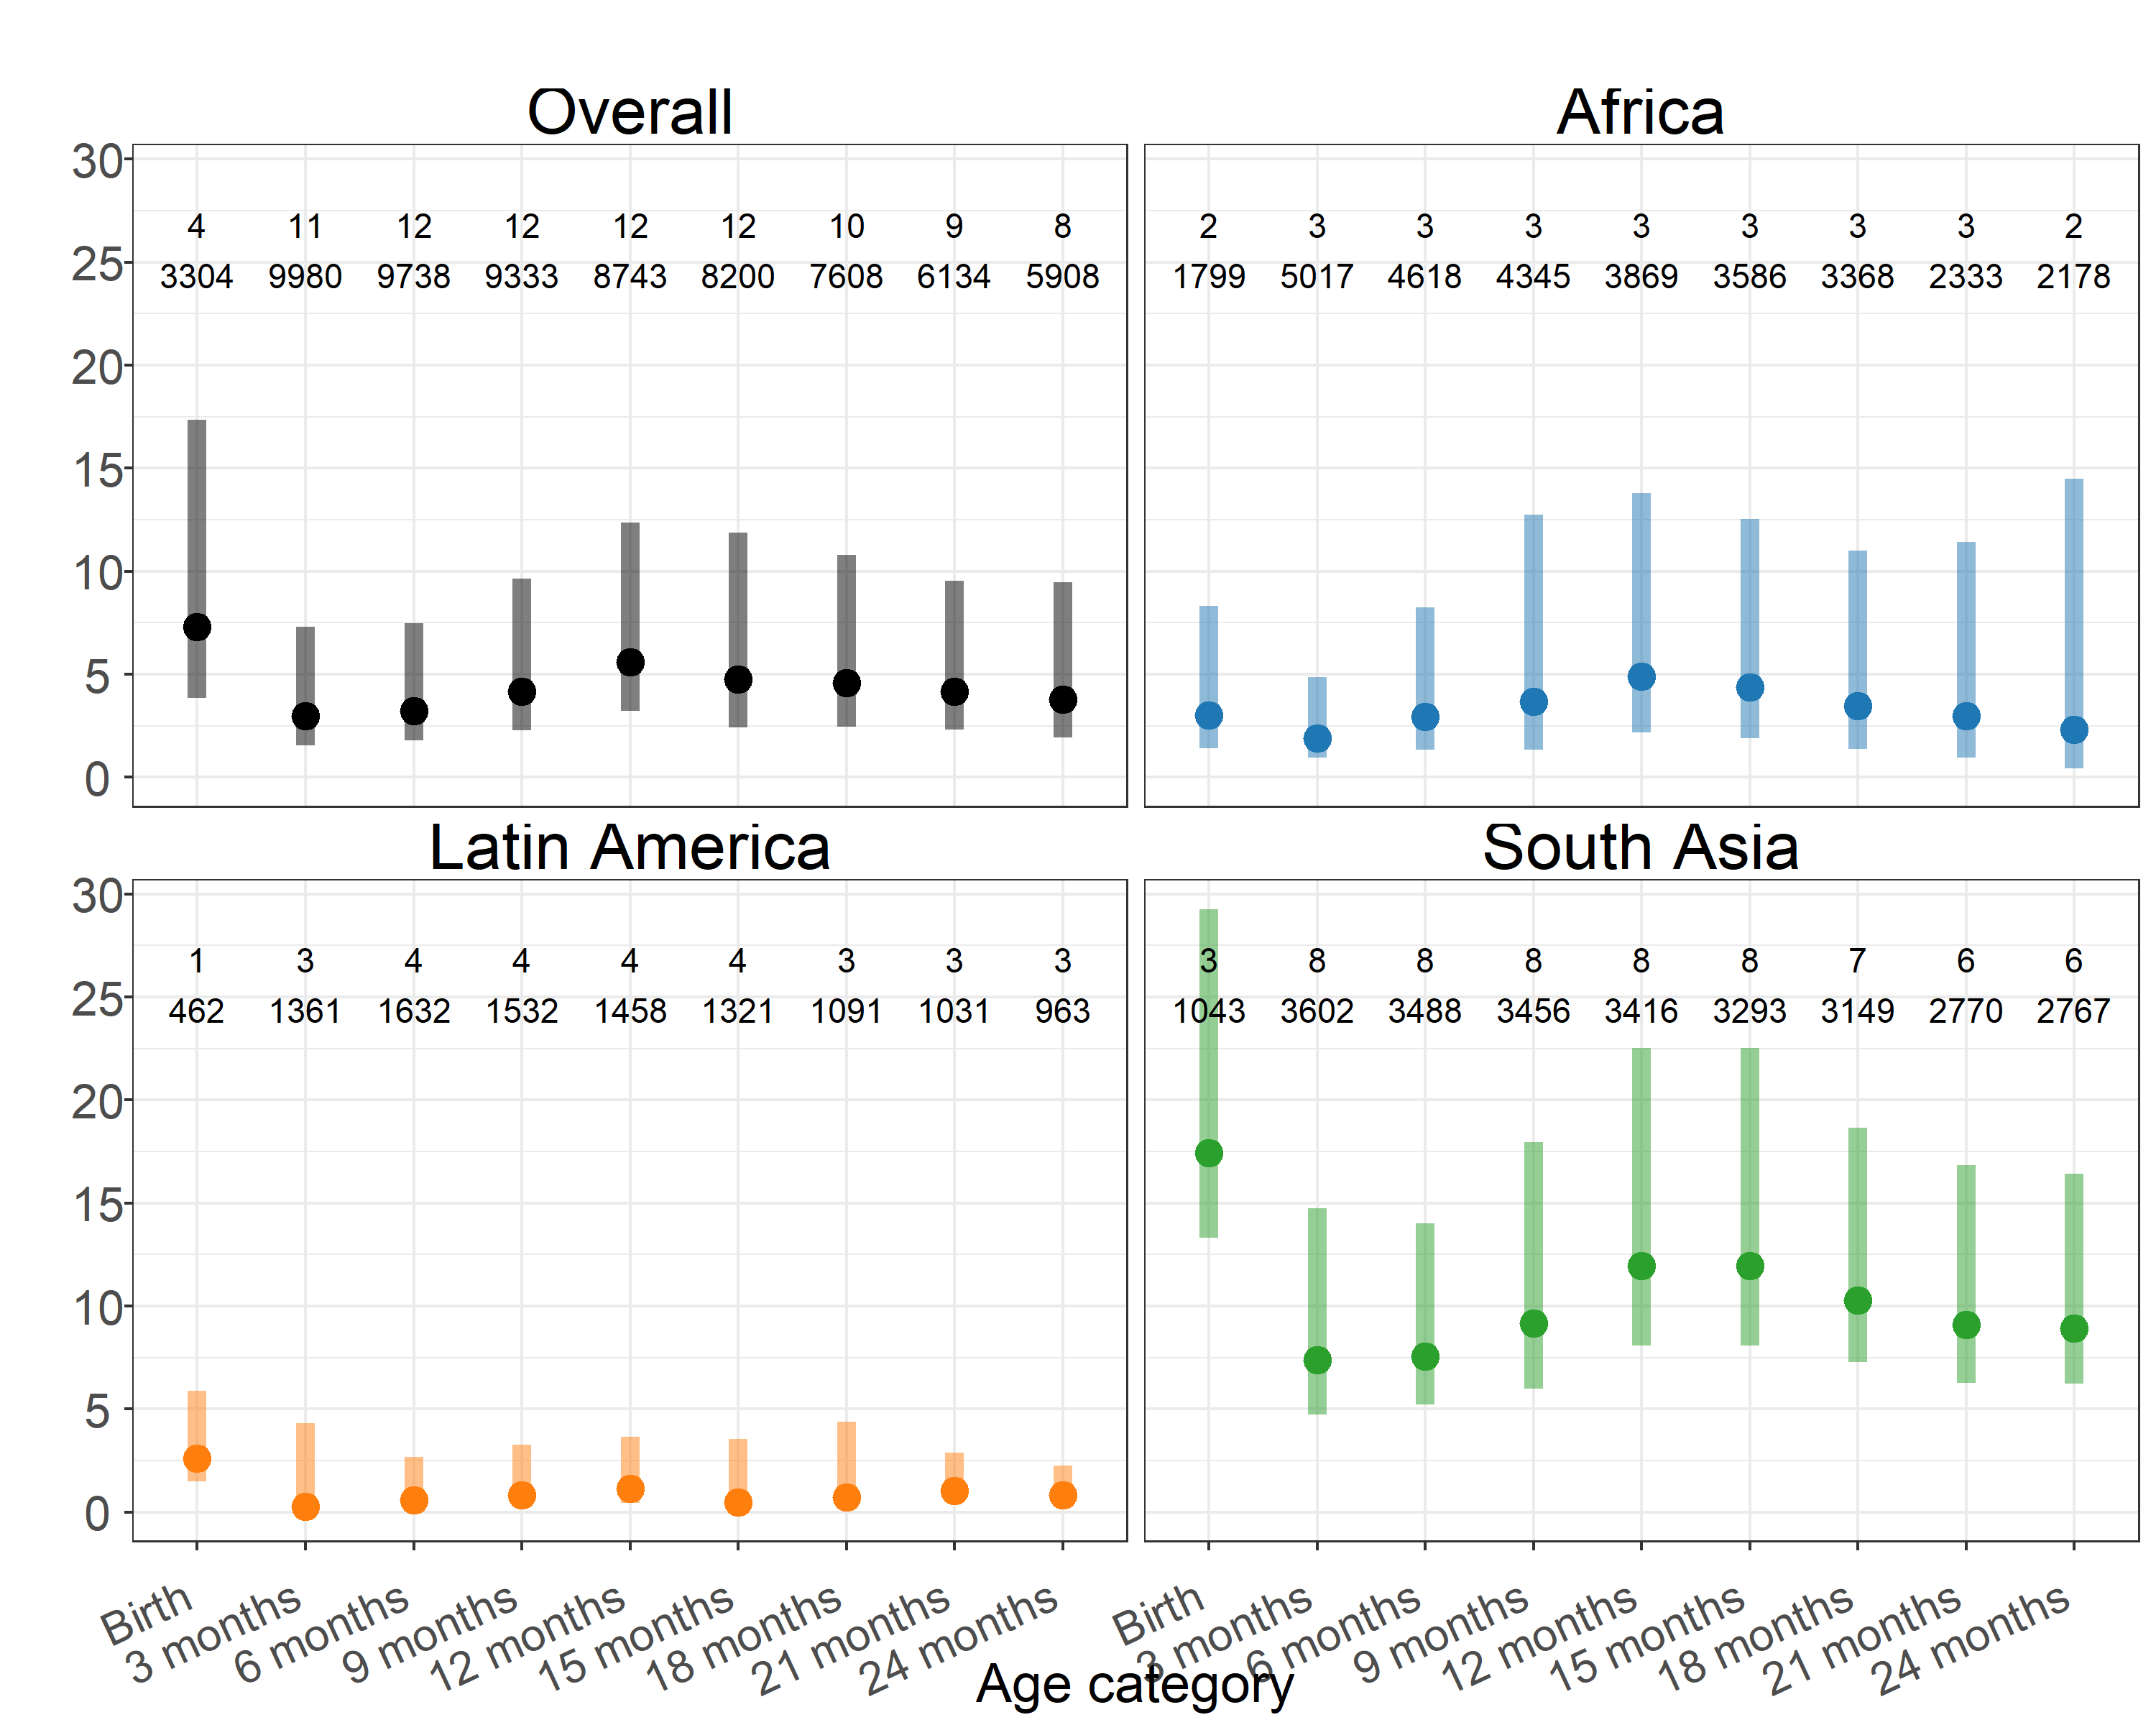 Overall
Africa
30
4 11 12 12 12 12 10 9 8
2 3 3 3 3 3 3 3 2
25
3304 9980 9738 9333 8743 8200 7608 6134 5908
1799 5017 4618 4345 3869 3586 3368 2333 2178
20
15
10
5
0
Latin America
South Asia
30
1 3 4 4 4 4 3 3 3
3 8 8 8 8 8 7 6 6
25
462 1361 1632 1532 1458 1321 1091 1031 963
1043 3602 3488 3456 3416 3293 3149 2770 2767
20
15
10
5
0
Birth 3 months 6 months 9 months 12 months 15 months 18 months 21 months 24 months
Birth 3 months 6 months 9 months 12 months 15 months 18 months 21 months 24 months
Age category